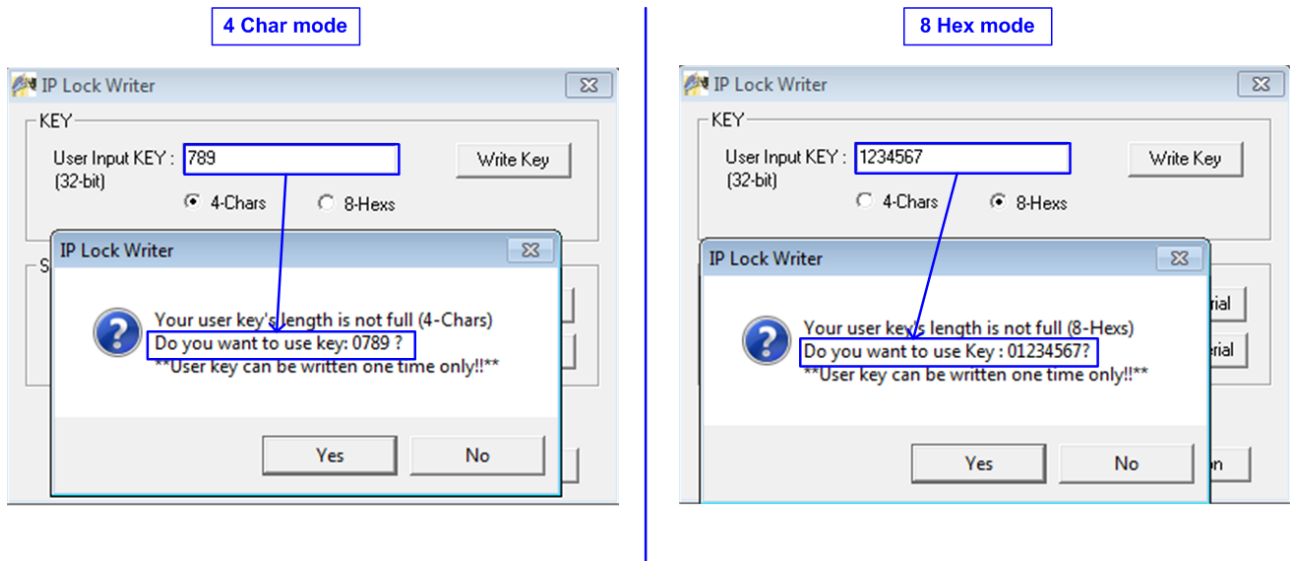 4 Char mode
IP Lock Writer
KEY
User Input KEY : 789
Write Key
(32-bit)
4-Chars
8-Hexs
IP Lock Writer
S
Your user key's length is not full (4-Chars)
Do you want to use key: 0789 ?
**User key can be written one time only!!**
Yes
No
8 Hex mode
IP Lock Writer
KEY
User Input KEY : 1234567
Write Key
(32-bit)
4-Chars
8-Hexs
IP Lock Writer
rial
Your user key's length is not full (8-Hexs)
Do you want to use Key : 01234567?
rial
**User key can be written one time only!!**
Yes
No
n